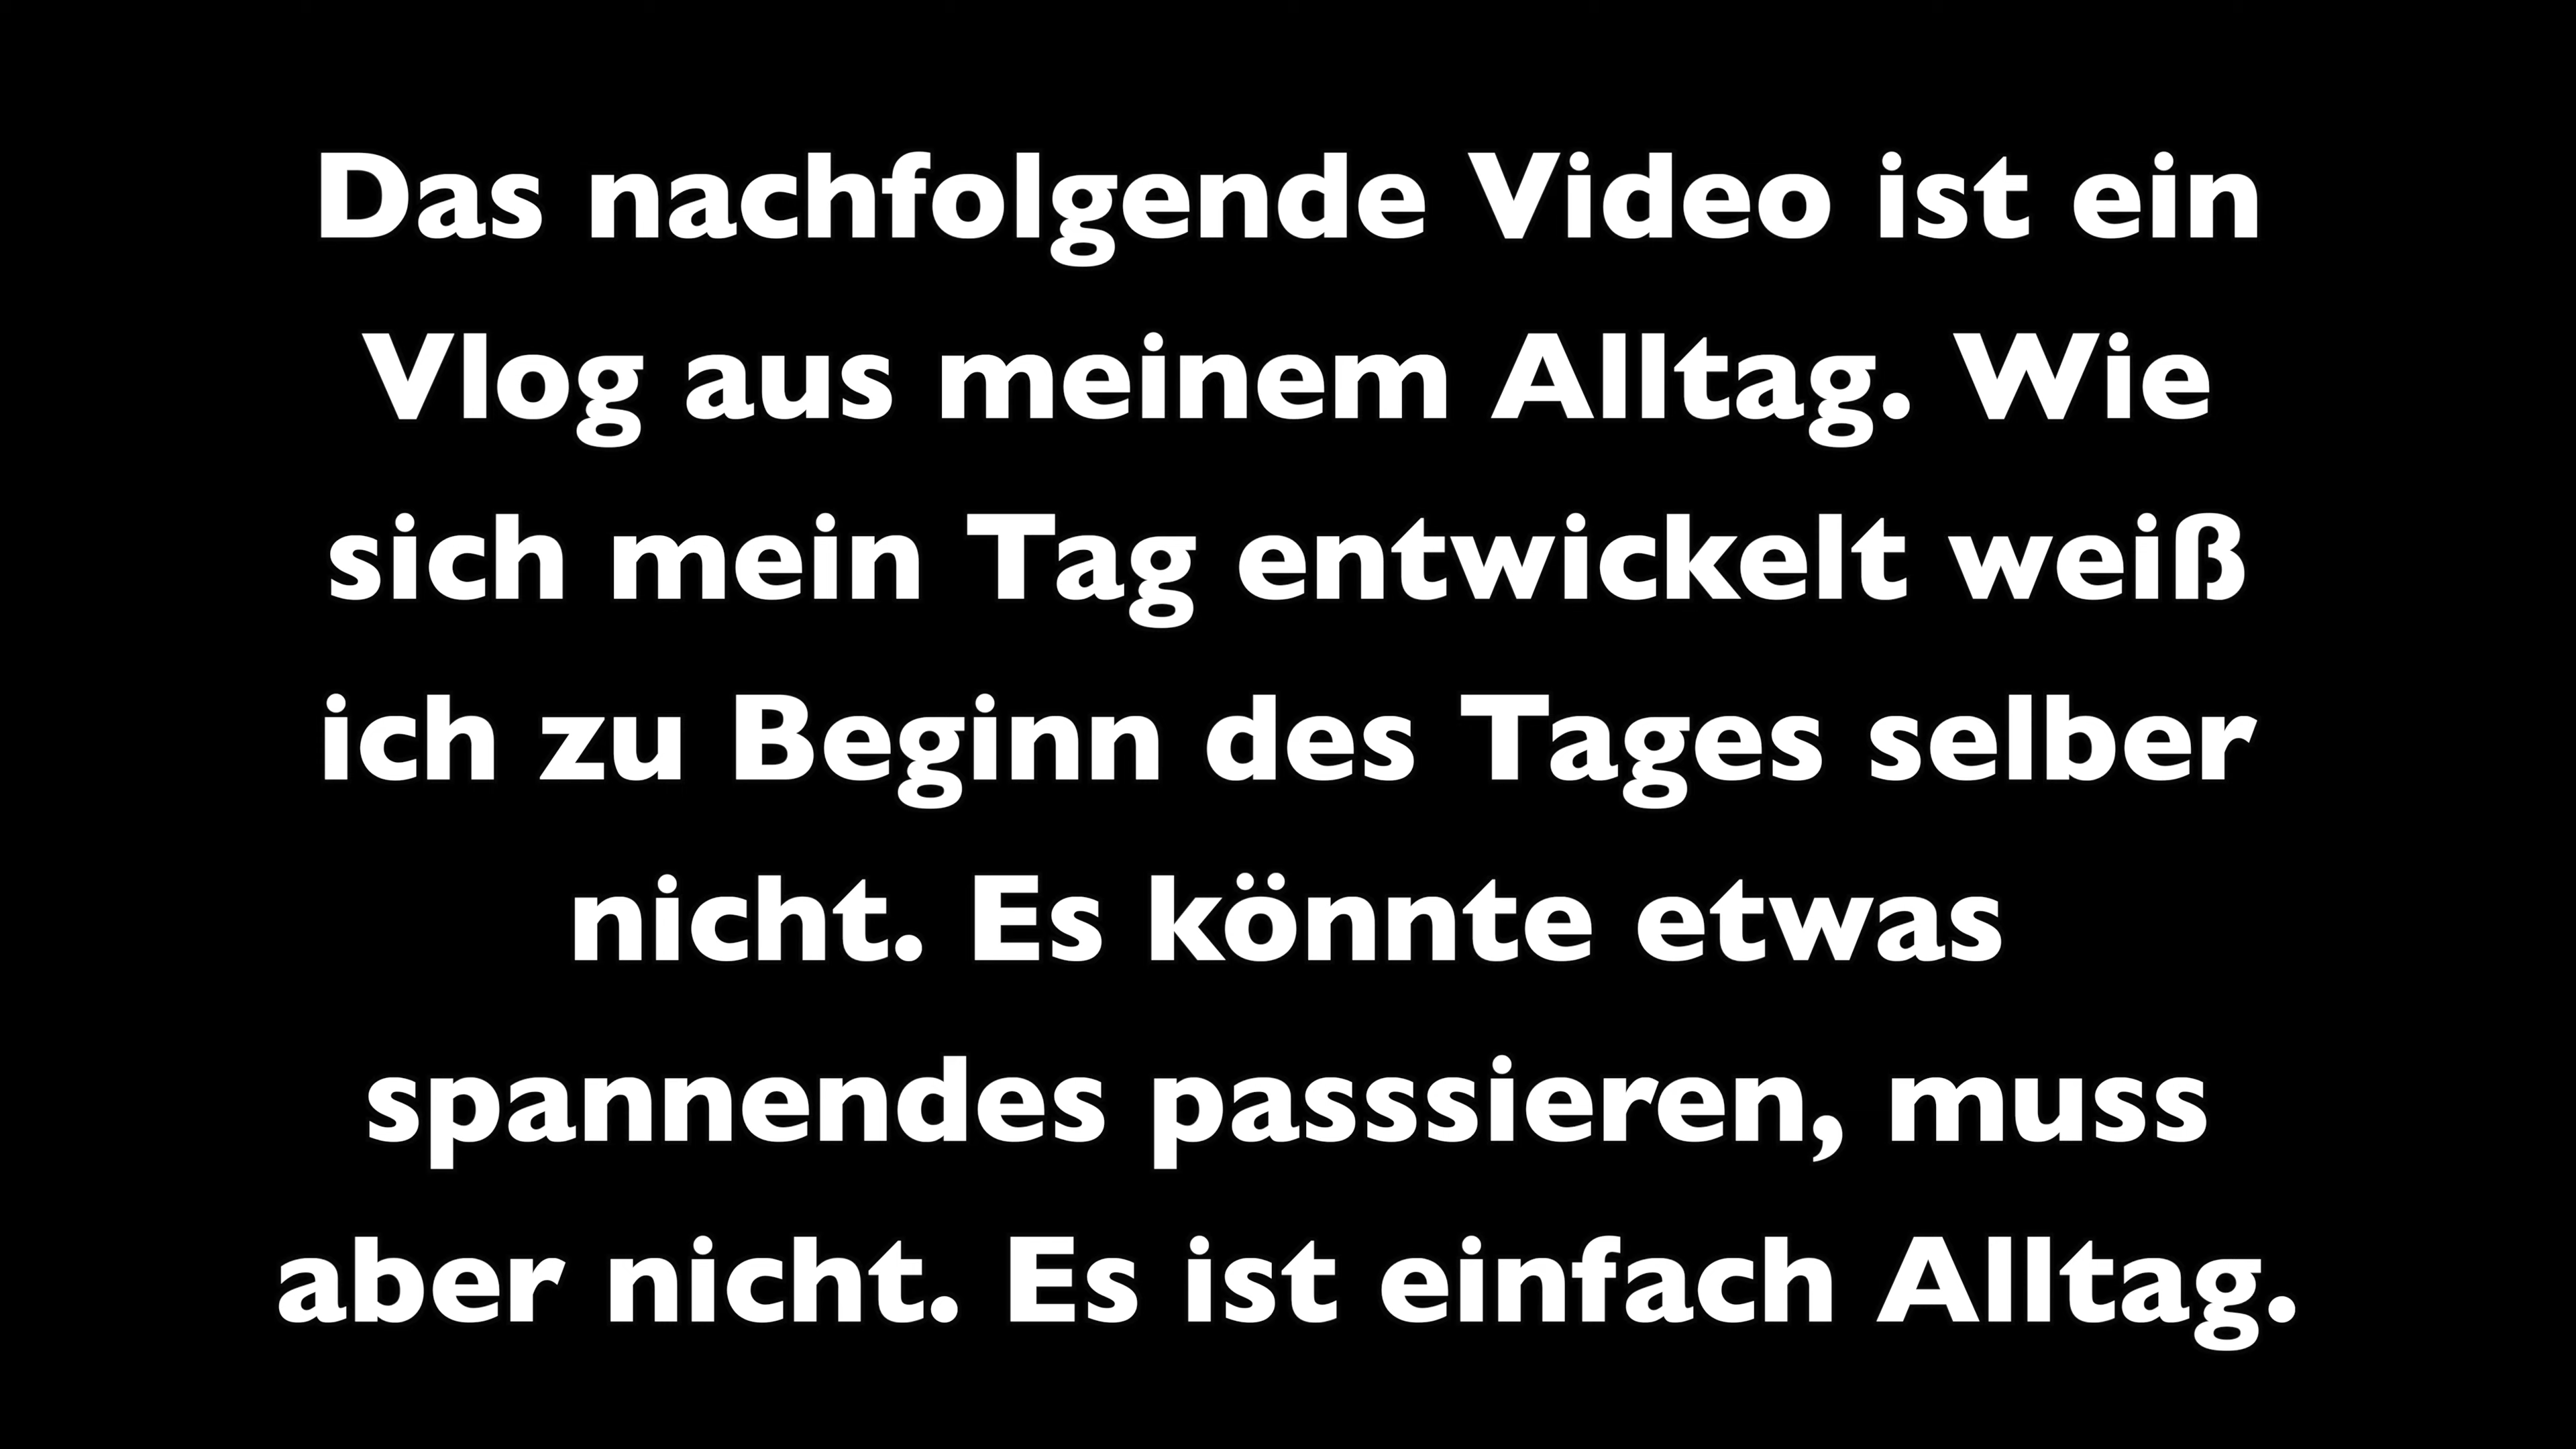 Das nachfolgende Video ist ein
Vlog aus meinem Alltag. Wie
sich mein Tag entwickelt weiß
ich zu Beginn des Tages selber
nicht. Es könnte etwas
spannendes passsieren, muss
aber nicht. Es ist einfach Alltag.